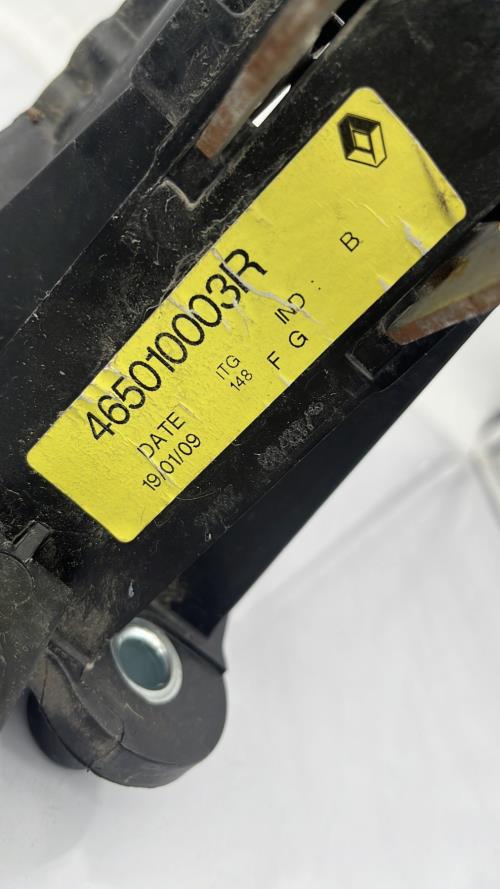 465010003R
DATE ITG IND : B
19/01/09 148 F G